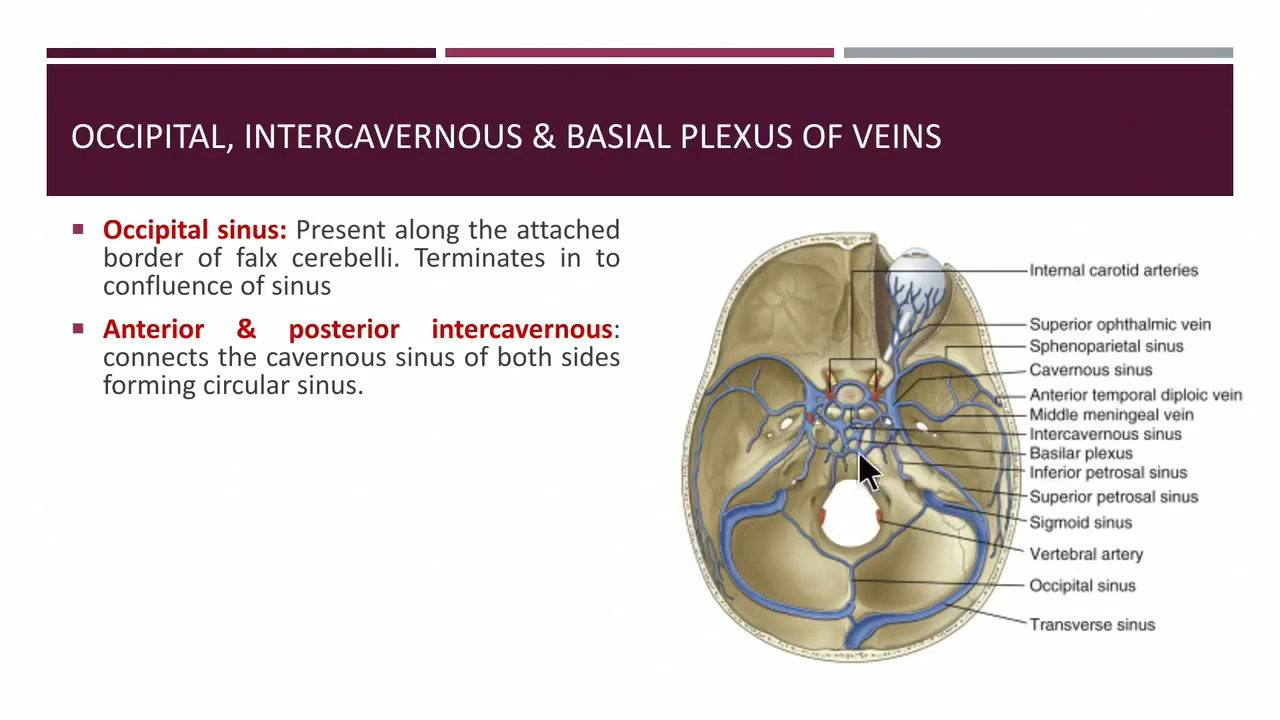 OCCIPITAL, INTERCAVERNOUS & BASIAL PLEXUS OF VEINS
Occipital sinus: Present along the attached
border of falx cerebelli. Terminates in to
confluence of sinus
Anterior & posterior intercavernous:
connects the cavernous sinus of both sides
forming circular sinus.
Internal carotid arteries
Superior ophthalmic vein
Sphenoparietal sinus
Cavernous sinus
Anterior temporal diploic vein
Middle meningeal vein
Intercavernous sinus
Basilar plexus
Inferior petrosal sinus
Superior petrosal sinus
Sigmoid sinus
Vertebral artery
Occipital sinus
Transverse sinus